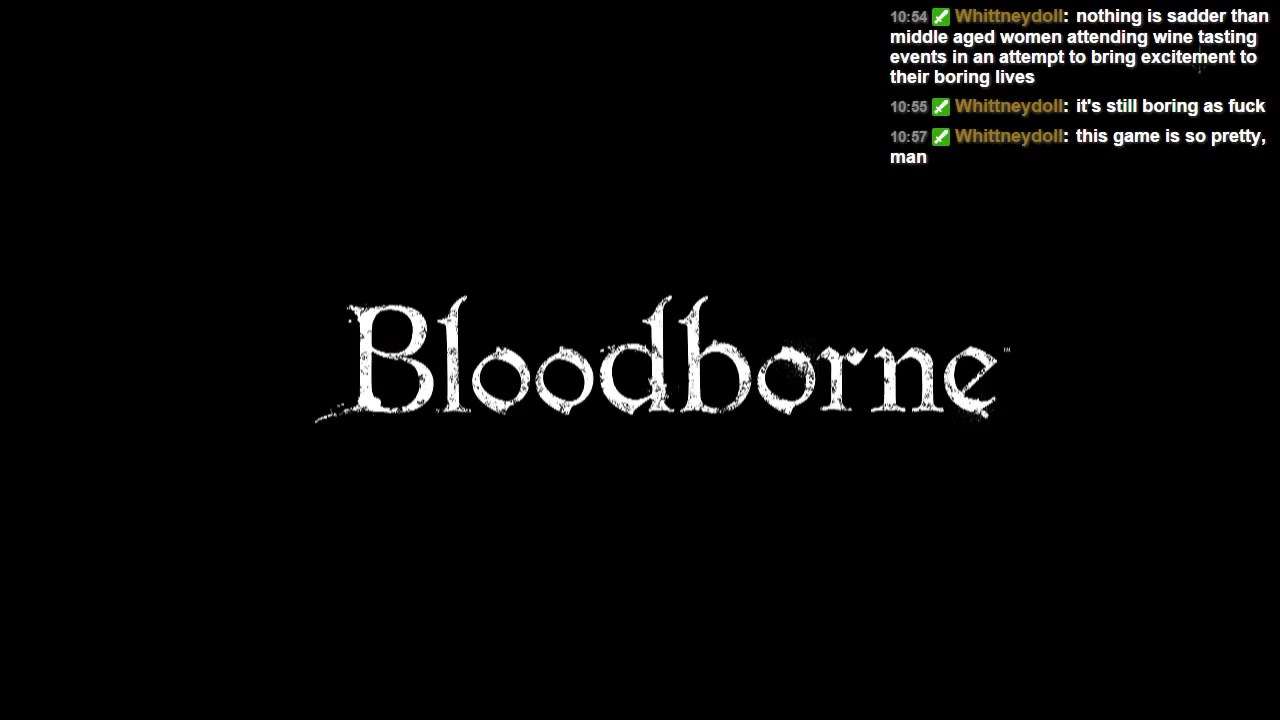 10:54 Whittneydoll: nothing is sadder than
middle aged women attending wine tasting
events in an attempt to bring excitement to
their boring lives
10:55 Whittneydoll: it's still boring as fuck
10:57 Whittneydoll: this game is so pretty,
man
Bloodborne™